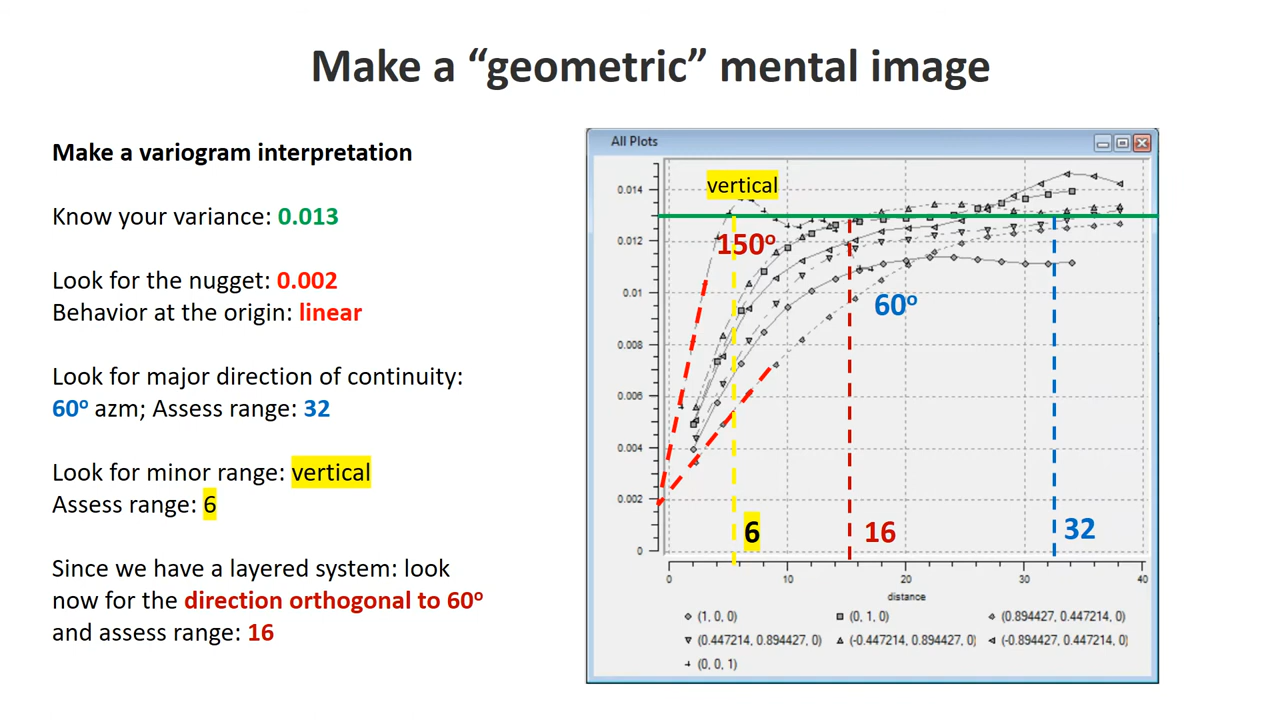 Make a “geometric” mental image
Make a variogram interpretation
Know your variance: 0.013
Look for the nugget: 0.002
Behavior at the origin: linear
Look for major direction of continuity:
60º azm; Assess range: 32
Look for minor range: vertical
Assess range: 6
Since we have a layered system: look
now for the direction orthogonal to 60º
and assess range: 16
All Plots
vertical
150º
60º
6
16
32
0.014
0.012
0.01
0.008
0.006
0.004
0.002
0
0 10 20 30 40
distance
(1, 0, 0) (0, 1, 0) (0.894427, 0.447214, 0)
(0.447214, 0.894427, 0) (-0.447214, 0.894427, 0) (-0.894427, 0.447214, 0)
(0, 0, 1)